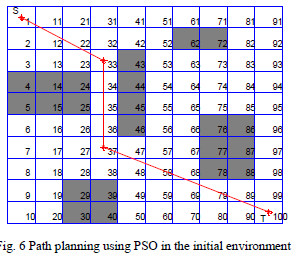 S
1 11 21 31 41 51 61 71 81 91
2 12 22 32 42 52 62 72 82 92
3 13 23 33 43 53 63 73 83 93
4 14 24 34 44 54 64 74 84 94
5 15 25 35 45 55 65 75 85 95
6 16 26 36 46 56 66 76 86 96
7 17 27 37 47 57 67 77 87 97
8 18 28 38 48 58 68 78 88 98
9 19 29 39 49 59 69 79 89 99
10 20 30 40 50 60 70 80 90 T 100
Fig. 6 Path planning using PSO in the initial environment